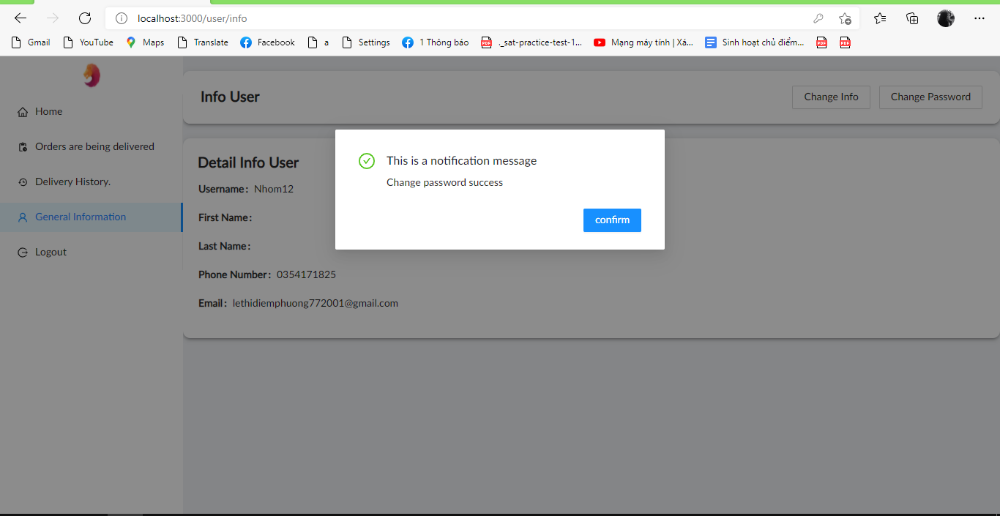 localhost:3000/user/info
Gmail YouTube Maps Translate Facebook a Settings 1 Thông báo ._sat-practice-test-1... Mạng máy tính | Xá... Sinh hoạt chủ điểm...
Home
Orders are being delivered
Delivery History.
General Information
Logout
Info User
Change Info Change Password
Detail Info User
Username: Nhom12
First Name:
Last Name:
Phone Number: 0354171825
Email: lethidiemphuong772001@gmail.com
This is a notification message
Change password success
confirm